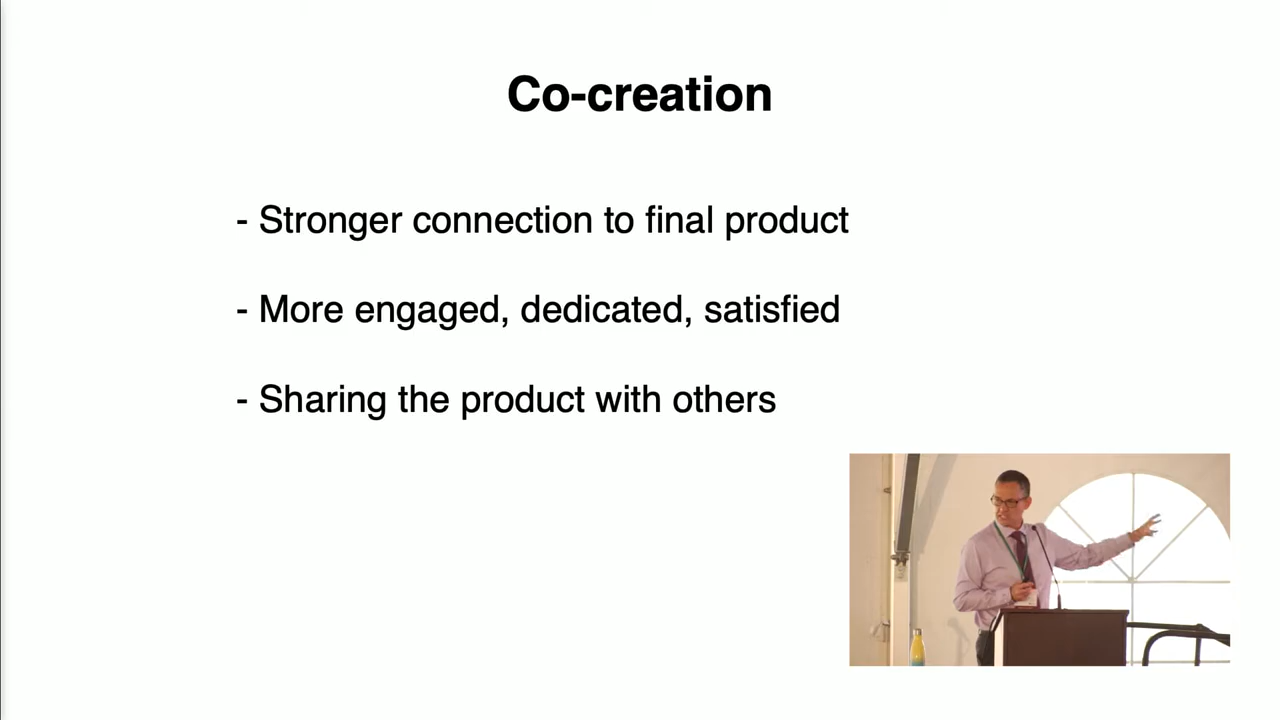 Co-creation
- Stronger connection to final product
- More engaged, dedicated, satisfied
- Sharing the product with others